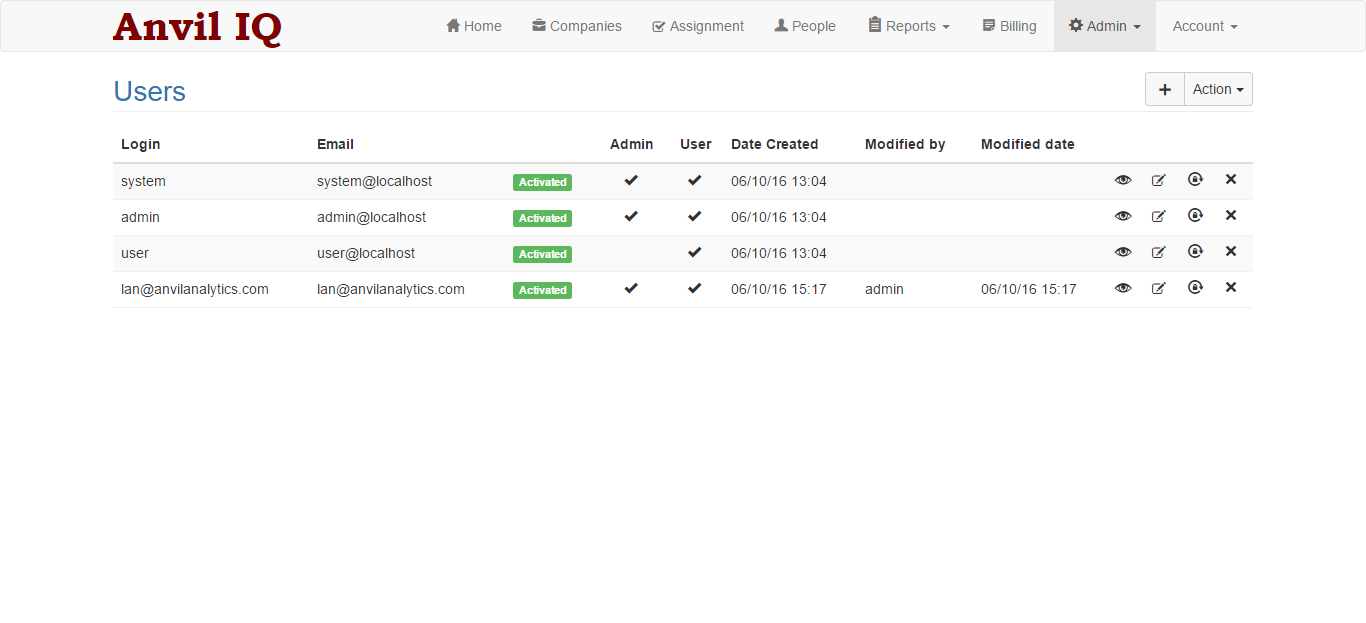 Anvil IQ Home Companies Assignment People Reports Billing Admin Account
Users Action
Login Email Admin User Date Created Modified by Modified date
system system@localhost Activated 06/10/16 13:04
admin admin@localhost Activated 06/10/16 13:04
user user@localhost Activated 06/10/16 13:04
lan@anvilanalytics.com lan@anvilanalytics.com Activated 06/10/16 15:17 admin 06/10/16 15:17